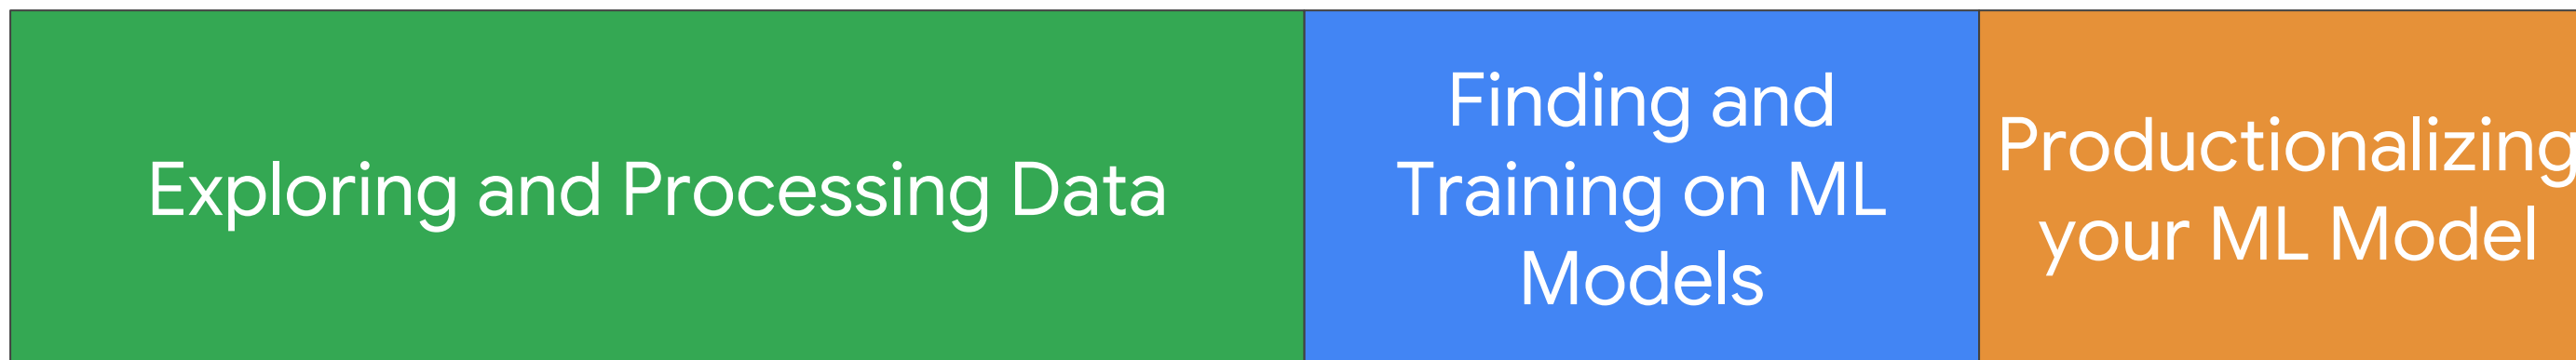 Exploring and Processing Data
Finding and
Training on ML
Models
Productionalizing
your ML Model